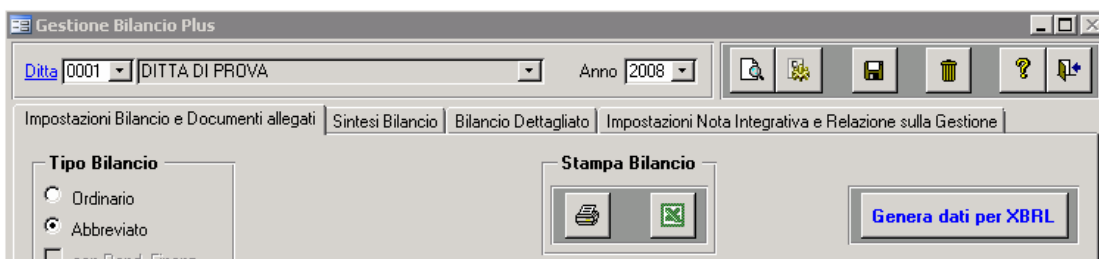 Gestione Bilancio Plus
Ditta 0001 DITTA DI PROVA Anno 2008
Impostazioni Bilancio e Documenti allegati Sintesi Bilancio Bilancio Dettagliato Impostazioni Nota Integrativa e Relazione sulla Gestione
Tipo Bilancio Stampa Bilancio
Ordinario
Abbreviato Genera dati per XBRL